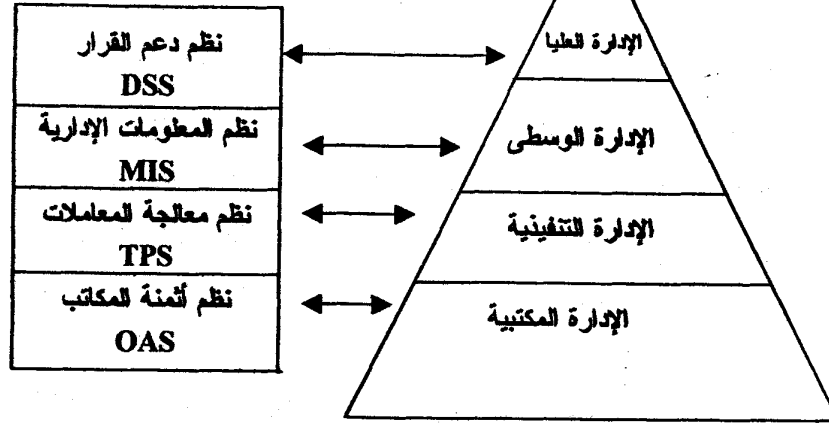 نظم دعم القرار
DSS
نظم المعلومات الإدارية
MIS
نظم معالجة المعاملات
TPS
نظم أتمتة المكاتب
OAS
الإدارة العليا
الإدارة الوسطى
الإدارة التنفيذية
الإدارة المكتبية